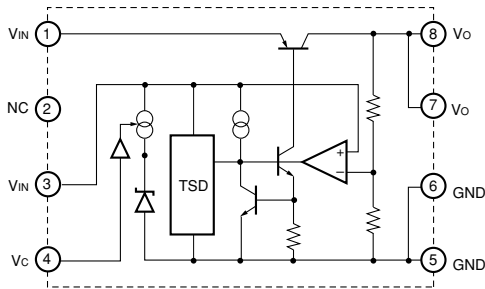 VIN 1
8 VO
NC 2
7 VO
TSD
+
−
VIN 3
6 GND
VC 4
5 GND